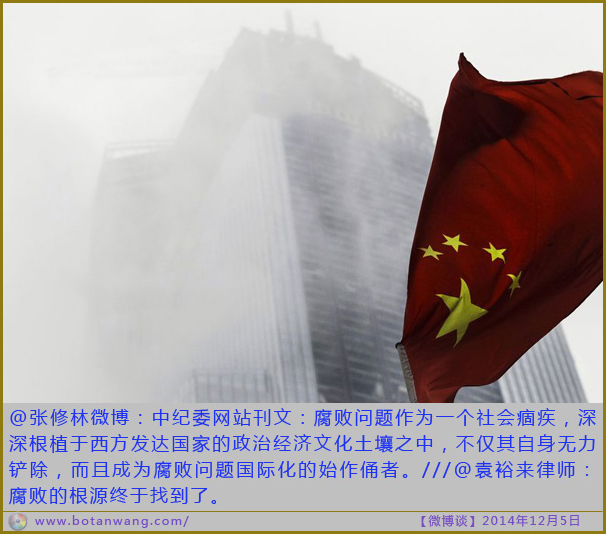 @张修林微博：中纪委网站刊文：腐败问题作为一个社会痼疾，深
深根植于西方发达国家的政治经济文化土壤之中，不仅其自身无力
铲除，而且成为腐败问题国际化的始作俑者。///@袁裕来律师：
腐败的根源终于找到了。
www.botanwang.com/ 【微博谈】2014年12月5日